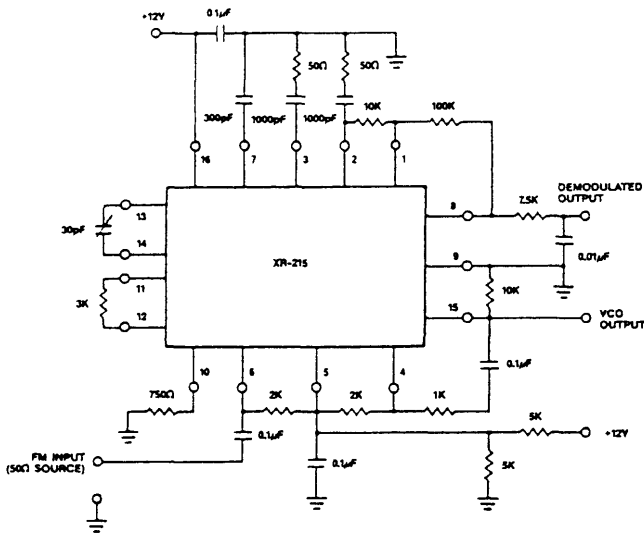 0.1μF
+12V
50Ω 50Ω
10K 100K
300pF 1000pF 1000pF
16 7 3 2 1
13 8 7.5K DEMODULATED
OUTPUT
30pF
14 0.01μF
XR-215 9
11 10K
3K 15 VCO
OUTPUT
12
10 6 5 4 0.1μF
750Ω 2K 2K 1K
5K
0.1μF +12V
FM INPUT
(50Ω SOURCE) 0.1μF 5K